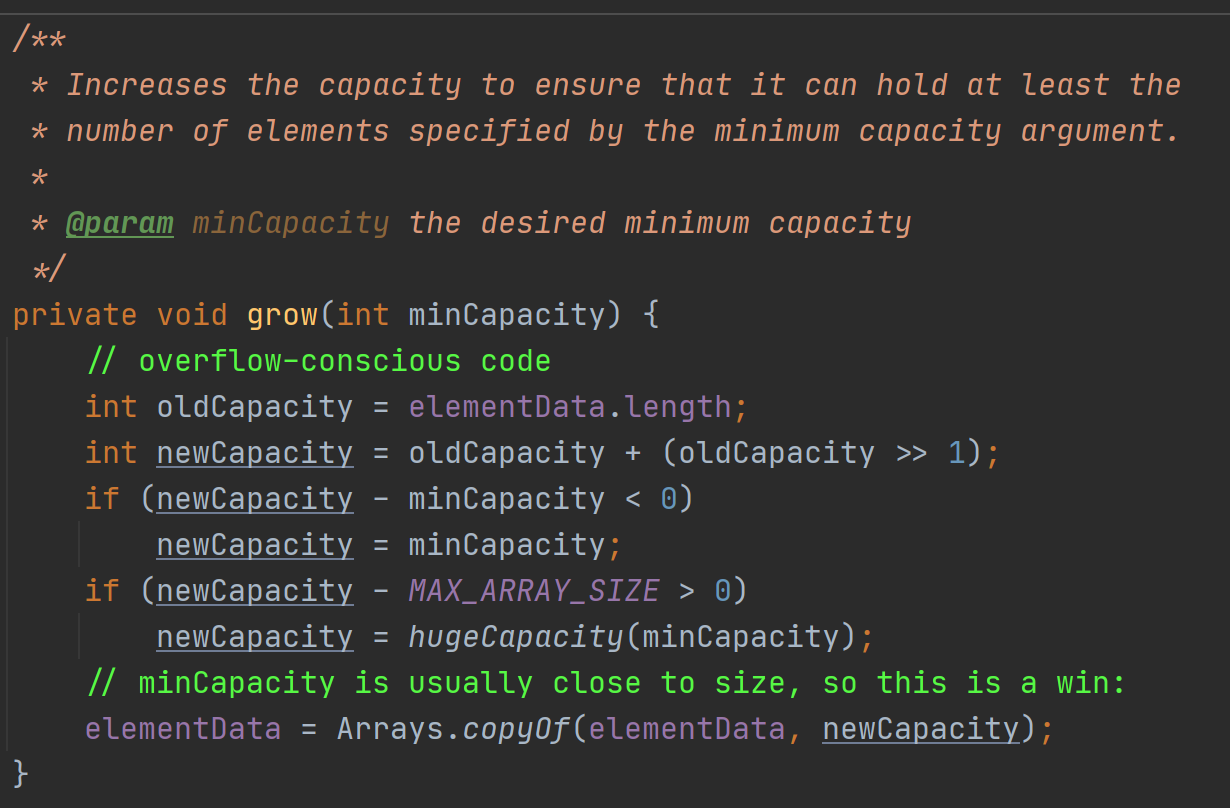 /**
 * Increases the capacity to ensure that it can hold at least the
 * number of elements specified by the minimum capacity argument.
 *
 * @param minCapacity the desired minimum capacity
 */
private void grow(int minCapacity) {
    // overflow-conscious code
    int oldCapacity = elementData.length;
    int newCapacity = oldCapacity + (oldCapacity >> 1);
    if (newCapacity - minCapacity < 0)
        newCapacity = minCapacity;
    if (newCapacity - MAX_ARRAY_SIZE > 0)
        newCapacity = hugeCapacity(minCapacity);
    // minCapacity is usually close to size, so this is a win:
    elementData = Arrays.copyOf(elementData, newCapacity);
}